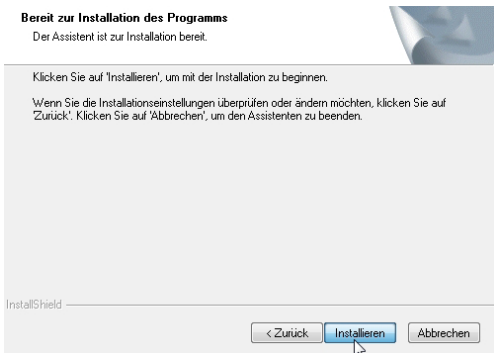 Bereit zur Installation des Programms
Der Assistent ist zur Installation bereit.
Klicken Sie auf 'Installieren', um mit der Installation zu beginnen.
Wenn Sie die Installationseinstellungen überprüfen oder ändern möchten, klicken Sie auf
'Zurück'. Klicken Sie auf 'Abbrechen', um den Assistenten zu beenden.
InstallShield
< Zurück Installieren Abbrechen